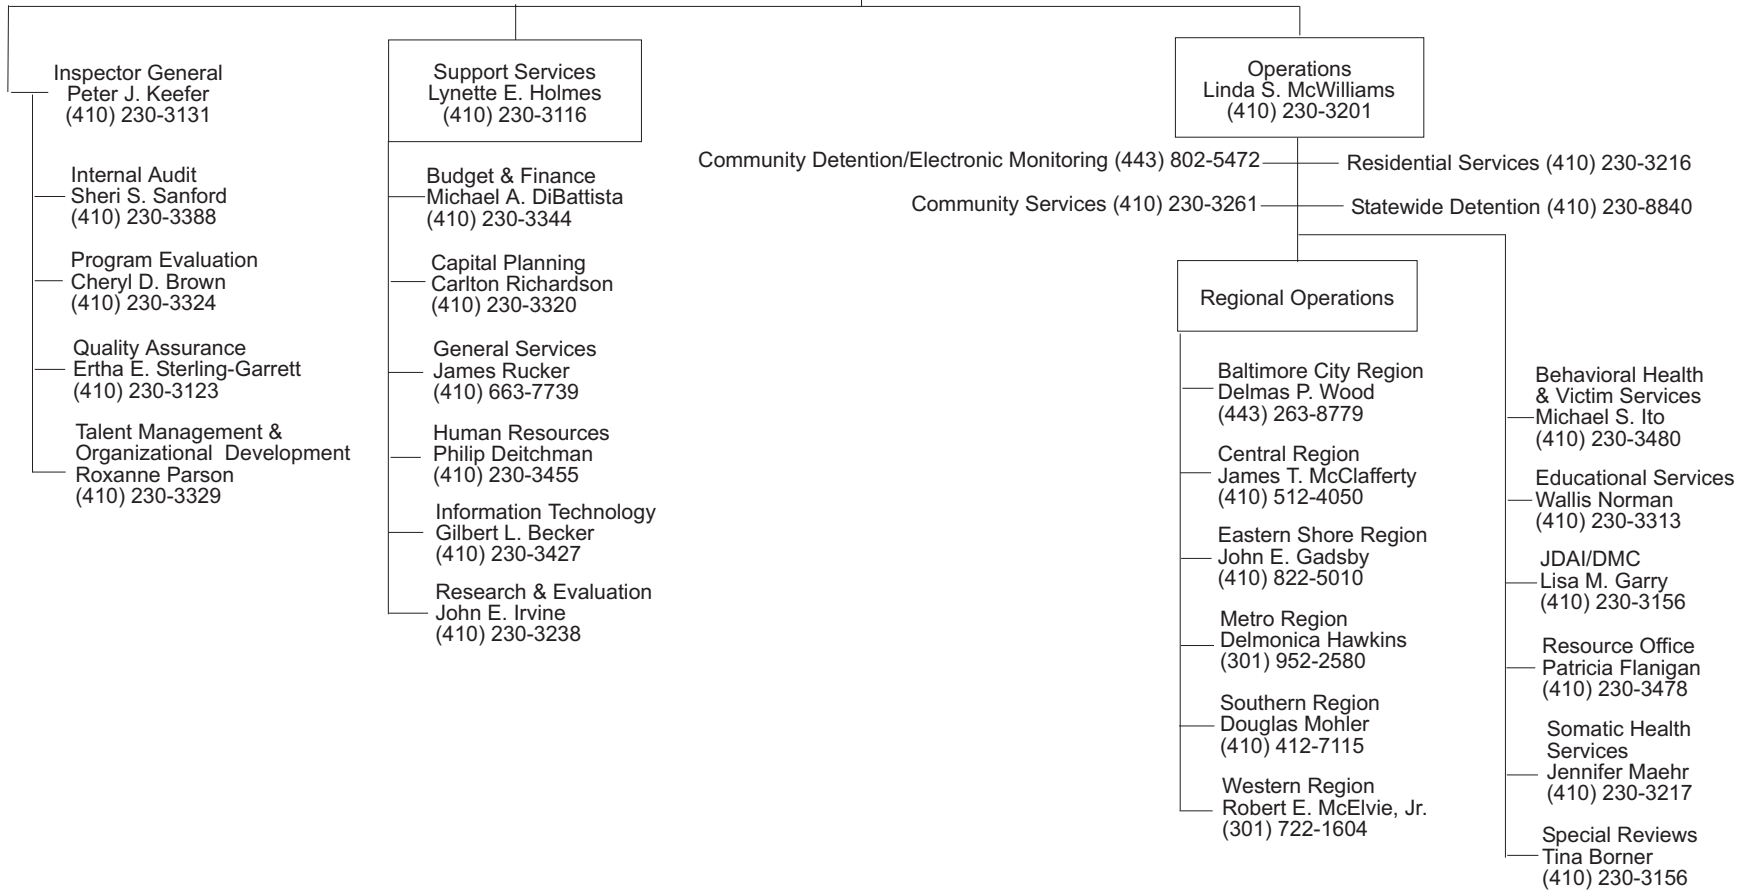 Inspector General
Peter J. Keefer
(410) 230-3131
Internal Audit
Sheri S. Sanford
(410) 230-3388
Program Evaluation
Cheryl D. Brown
(410) 230-3324
Quality Assurance
Ertha E. Sterling-Garrett
(410) 230-3123
Talent Management &
Organizational Development
Roxanne Parson
(410) 230-3329
Support Services
Lynette E. Holmes
(410) 230-3116
Budget & Finance
Michael A. DiBattista
(410) 230-3344
Capital Planning
Carlton Richardson
(410) 230-3320
General Services
James Rucker
(410) 663-7739
Human Resources
Philip Deitchman
(410) 230-3455
Information Technology
Gilbert L. Becker
(410) 230-3427
Research & Evaluation
John E. Irvine
(410) 230-3238
Operations
Linda S. McWilliams
(410) 230-3201
Community Detention/Electronic Monitoring (443) 802-5472
Residential Services (410) 230-3216
Community Services (410) 230-3261
Statewide Detention (410) 230-8840
Regional Operations
Baltimore City Region
Delmas P. Wood
(443) 263-8779
Central Region
James T. McClafferty
(410) 512-4050
Eastern Shore Region
John E. Gadsby
(410) 822-5010
Metro Region
Delmonica Hawkins
(301) 952-2580
Southern Region
Douglas Mohler
(410) 412-7115
Western Region
Robert E. McElvie, Jr.
(301) 722-1604
Behavioral Health
& Victim Services
Michael S. Ito
(410) 230-3480
Educational Services
Wallis Norman
(410) 230-3313
JDAI/DMC
Lisa M. Garry
(410) 230-3156
Resource Office
Patricia Flanigan
(410) 230-3478
Somatic Health
Services
Jennifer Maehr
(410) 230-3217
Special Reviews
Tina Borner
(410) 230-3156